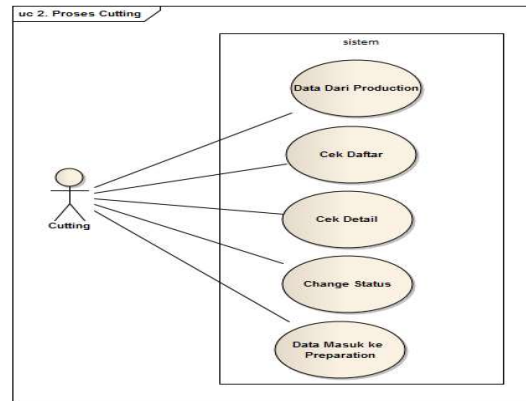 uc 2. Proses Cutting
sistem
Data Dari Production
Cek Daftar
Cek Detail
Cutting
Change Status
Data Masuk ke
Preparation